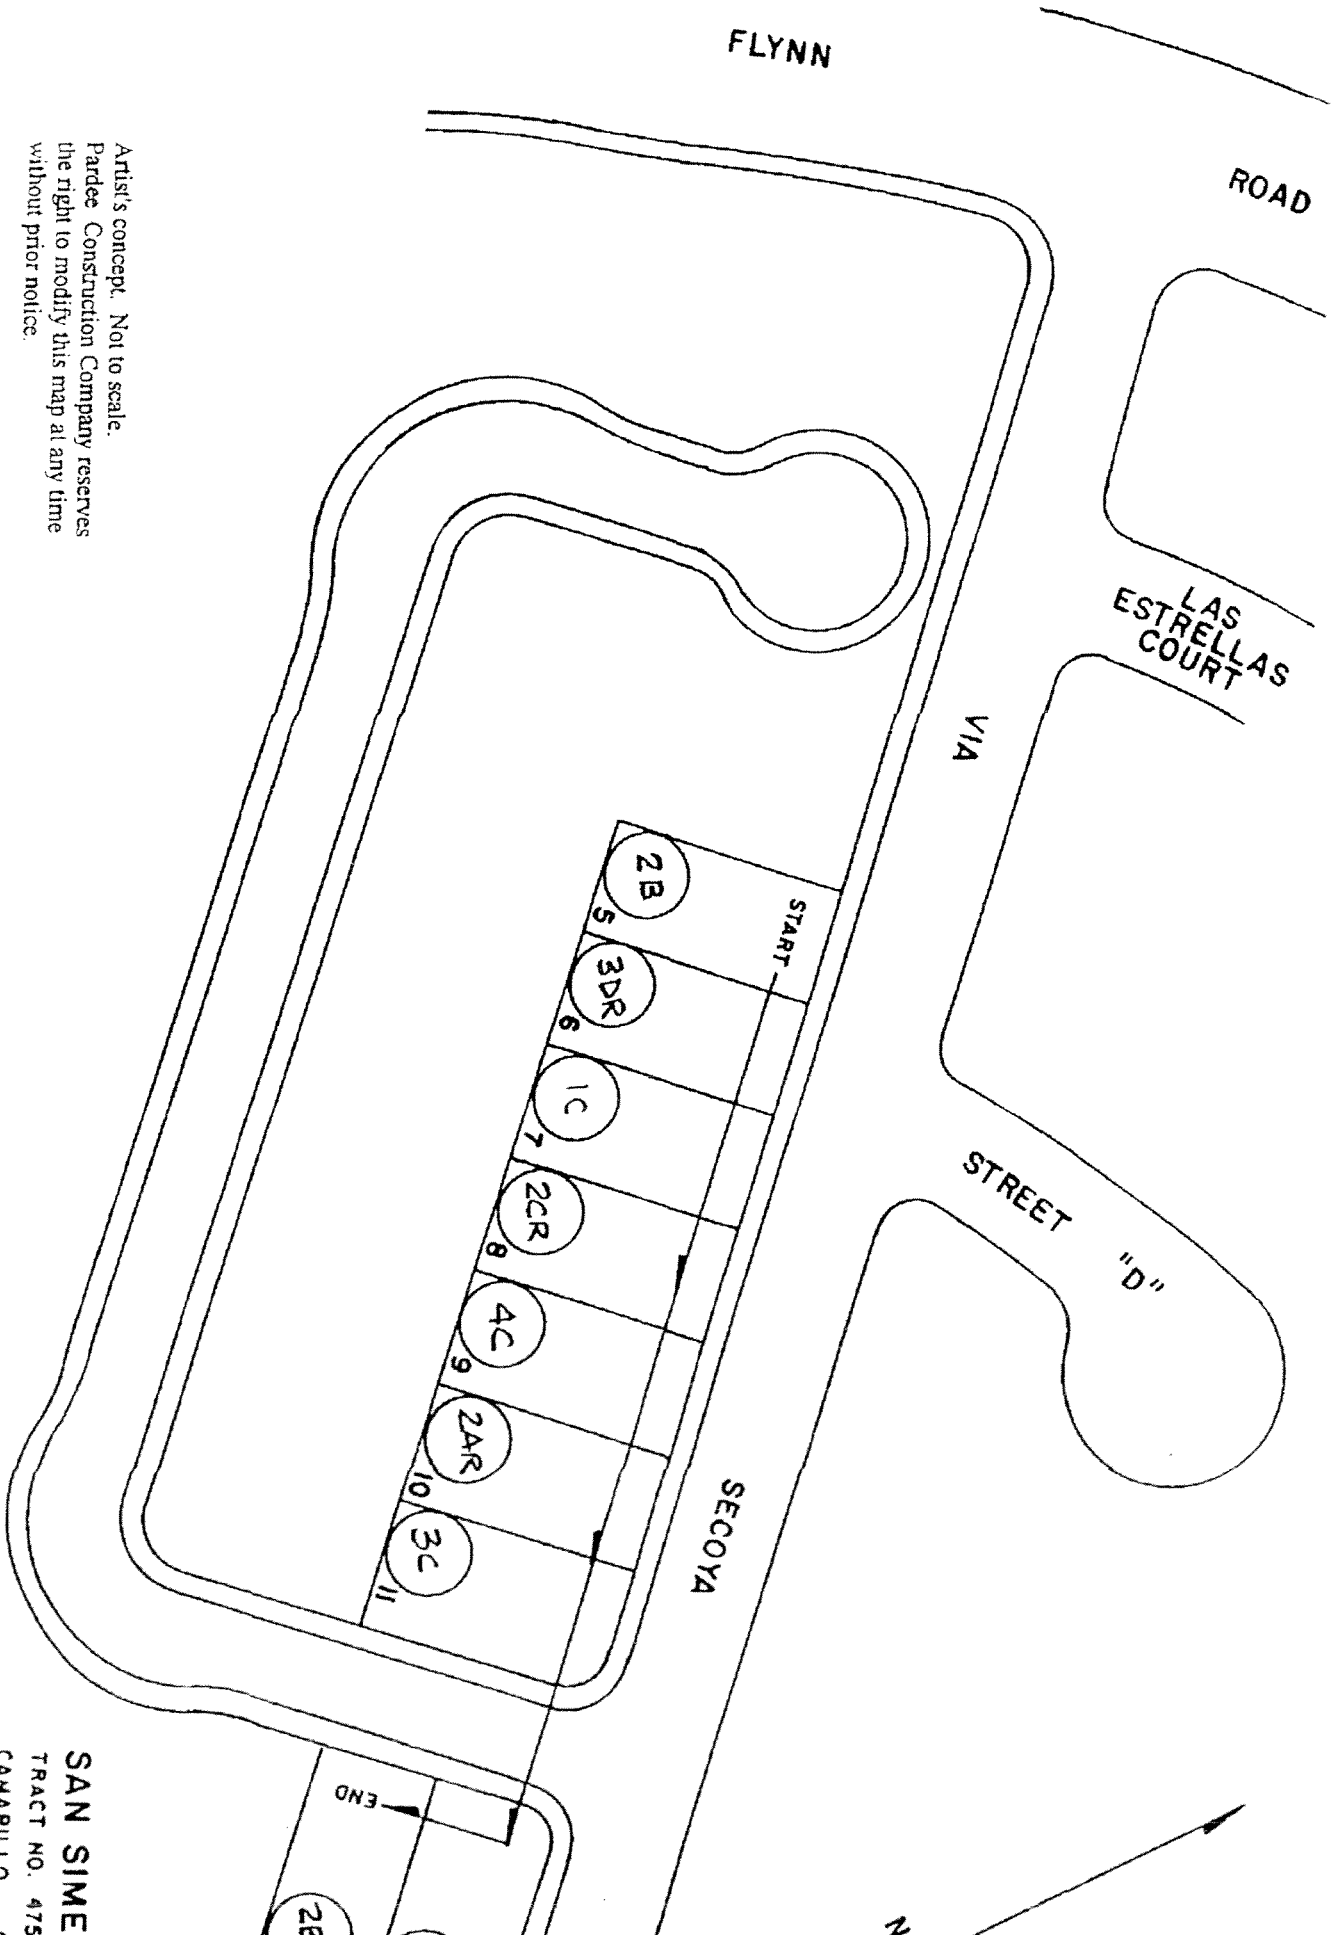 FLYNN
ROAD
Artist's concept. Not to scale.
Pardee Construction Company reserves
the right to modify this map at any time
without prior notice.
LAS
ESTRELLAS
COURT
VIA
START
2B
5
3DR
6
1C
7
2CR
8
4C
9
2AR
10
3C
11
STREET "D"
SECOYA
END
SAN SIME
TRACT NO. 475
N